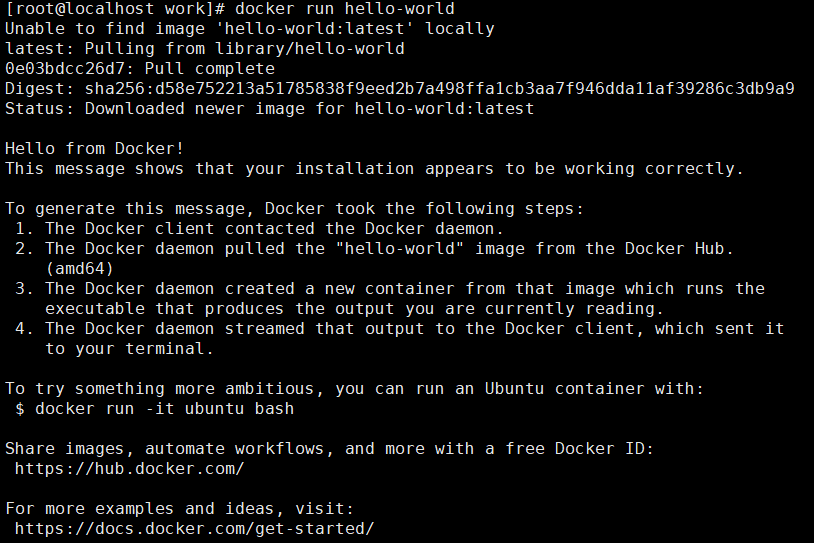 [root@localhost work]# docker run hello-world
Unable to find image 'hello-world:latest' locally
latest: Pulling from library/hello-world
0e03bdcc26d7: Pull complete
Digest: sha256:d58e752213a51785838f9eed2b7a498ffa1cb3aa7f946dda11af39286c3db9a9
Status: Downloaded newer image for hello-world:latest

Hello from Docker!
This message shows that your installation appears to be working correctly.

To generate this message, Docker took the following steps:
 1. The Docker client contacted the Docker daemon.
 2. The Docker daemon pulled the "hello-world" image from the Docker Hub.
    (amd64)
 3. The Docker daemon created a new container from that image which runs the
    executable that produces the output you are currently reading.
 4. The Docker daemon streamed that output to the Docker client, which sent it
    to your terminal.

To try something more ambitious, you can run an Ubuntu container with:
 $ docker run -it ubuntu bash

Share images, automate workflows, and more with a free Docker ID:
 https://hub.docker.com/

For more examples and ideas, visit:
 https://docs.docker.com/get-started/